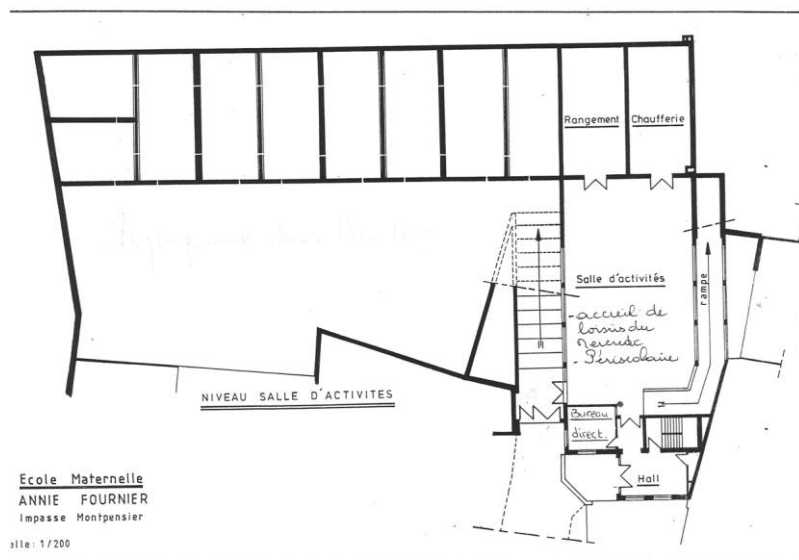 Rangement
Chaufferie
Salle d'activités
- accueil de
loisirs du
Mercredi
- Périscolaire
rampe
NIVEAU SALLE D'ACTIVITES
Bureau
direct.
Hall
Ecole Maternelle
ANNIE FOURNIER
Impasse Montpensier
elle: 1/200